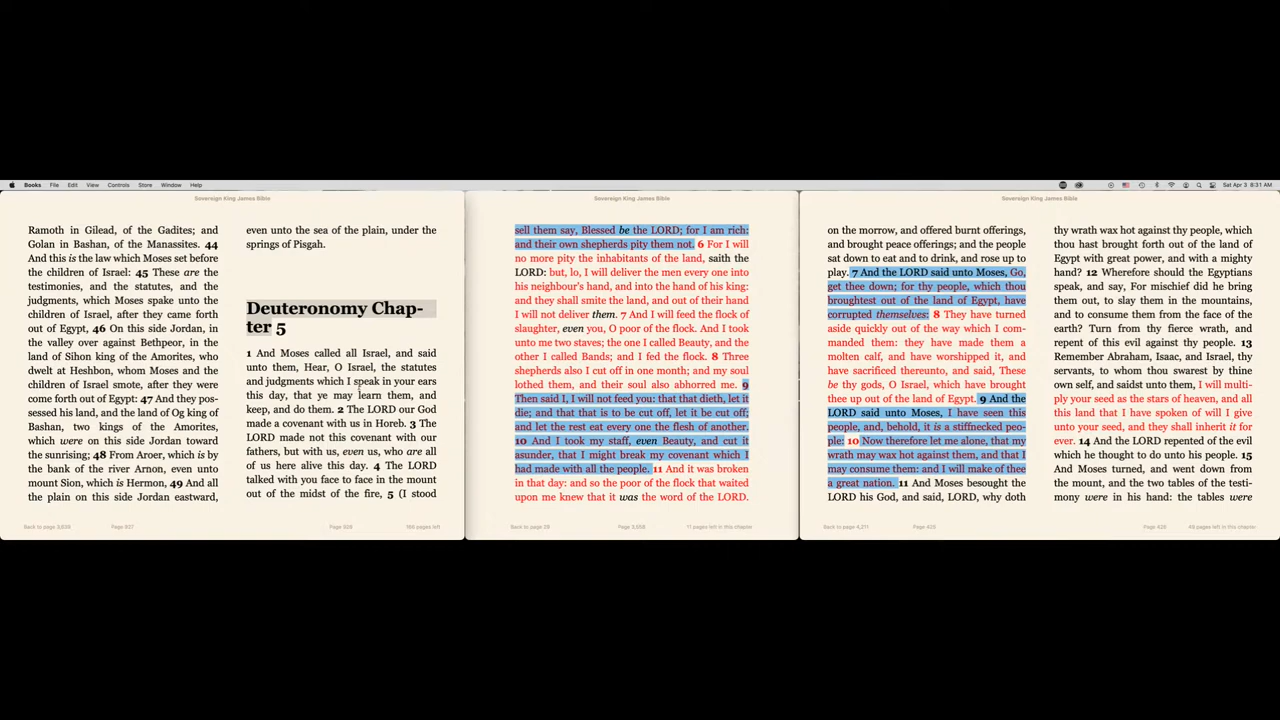 Books File Edit View Controls Store Window Help
Sat Apr 3 8:31 AM
Sovereign King James Bible
Ramoth in Gilead, of the Gadites; and
Golan in Bashan, of the Manassites. 44
And this is the law which Moses set before
the children of Israel: 45 These are the
testimonies, and the statutes, and the
judgments, which Moses spake unto the
children of Israel, after they came forth
out of Egypt, 46 On this side Jordan, in
the valley over against Bethpeor, in the
land of Sihon king of the Amorites, who
dwelt at Heshbon, whom Moses and the
children of Israel smote, after they were
come forth out of Egypt: 47 And they pos-
sessed his land, and the land of Og king of
Bashan, two kings of the Amorites,
which were on this side Jordan toward
the sunrising; 48 From Aroer, which is by
the bank of the river Arnon, even unto
mount Sion, which is Hermon, 49 And all
the plain on this side Jordan eastward,
even unto the sea of the plain, under the
springs of Pisgah.
Deuteronomy Chap-
ter 5
1 And Moses called all Israel, and said
unto them, Hear, O Israel, the statutes
and judgments which I speak in your ears
this day, that ye may learn them, and
keep, and do them. 2 The LORD our God
made a covenant with us in Horeb. 3 The
LORD made not this covenant with our
fathers, but with us, even us, who are all
of us here alive this day. 4 The LORD
talked with you face to face in the mount
out of the midst of the fire, 5 (I stood
Page 928
Sovereign King James Bible
sell them say, Blessed be the LORD; for I am rich:
and their own shepherds pity them not. 6 For I will
no more pity the inhabitants of the land, saith the
LORD: but, lo, I will deliver the men every one into
his neighbour's hand, and into the hand of his king:
and they shall smite the land, and out of their hand
I will not deliver them. 7 And I will feed the flock of
slaughter, even you, O poor of the flock. And I took
unto me two staves; the one I called Beauty, and the
other I called Bands; and I fed the flock. 8 Three
shepherds also I cut off in one month; and my soul
lothed them, and their soul also abhorred me. 9
Then said I, I will not feed you: that that dieth, let it
die; and that that is to be cut off, let it be cut off;
and let the rest eat every one the flesh of another.
10 And I took my staff, even Beauty, and cut it
asunder, that I might break my covenant which I
had made with all the people. 11 And it was broken
in that day: and so the poor of the flock that waited
upon me knew that it was the word of the LORD.
11 pages left in this chapter
Sovereign King James Bible
on the morrow, and offered burnt offerings,
and brought peace offerings; and the people
sat down to eat and to drink, and rose up to
play. 7 And the LORD said unto Moses, Go,
get thee down; for thy people, which thou
broughtest out of the land of Egypt, have
corrupted themselves: 8 They have turned
aside quickly out of the way which I com-
manded them: they have made them a
molten calf, and have worshipped it, and
have sacrificed thereunto, and said, These
be thy gods, O Israel, which have brought
thee up out of the land of Egypt. 9 And the
LORD said unto Moses, I have seen this
people, and, behold, it is a stiffnecked peo-
ple: 10 Now therefore let me alone, that my
wrath may wax hot against them, and that I
may consume them: and I will make of thee
a great nation. 11 And Moses besought the
LORD his God, and said, LORD, why doth
Back to page 4,211
thy wrath wax hot against thy people, which
thou hast brought forth out of the land of
Egypt with great power, and with a mighty
hand? 12 Wherefore should the Egyptians
speak, and say, For mischief did he bring
them out, to slay them in the mountains,
and to consume them from the face of the
earth? Turn from thy fierce wrath, and
repent of this evil against thy people. 13
Remember Abraham, Isaac, and Israel, thy
servants, to whom thou swarest by thine
own self, and saidst unto them, I will multi-
ply your seed as the stars of heaven, and all
this land that I have spoken of will I give
unto your seed, and they shall inherit it for
ever. 14 And the LORD repented of the evil
which he thought to do unto his people. 15
And Moses turned, and went down from
the mount, and the two tables of the testi-
mony were in his hand: the tables were